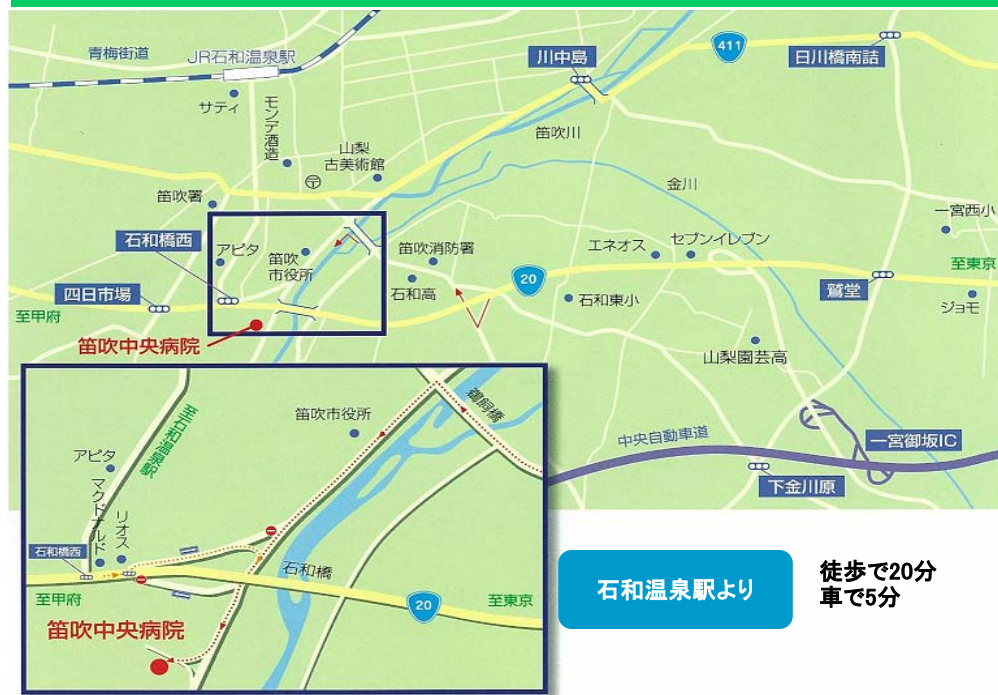 青梅街道
JR石和温泉駅
サティ
モンデ酒造
川中島
411
日川橋南詰
笛吹川
山梨
古美術館
〒
金川
笛吹署
一宮西小
石和橋西
アピタ
笛吹
市役所
笛吹消防署
石和高
エネオス
セブンイレブン
20
至東京
四日市場
至甲府
石和東小
鵞堂
ジョモ
笛吹中央病院
山梨園芸高
中央自動車道
一宮御坂IC
下金川原
笛吹市役所
御飼橋
至石和温泉駅
アピタ
マクドナルド
リオス
石和橋西
石和橋
至甲府
20
至東京
笛吹中央病院
石和温泉駅より
徒歩で20分
車で5分